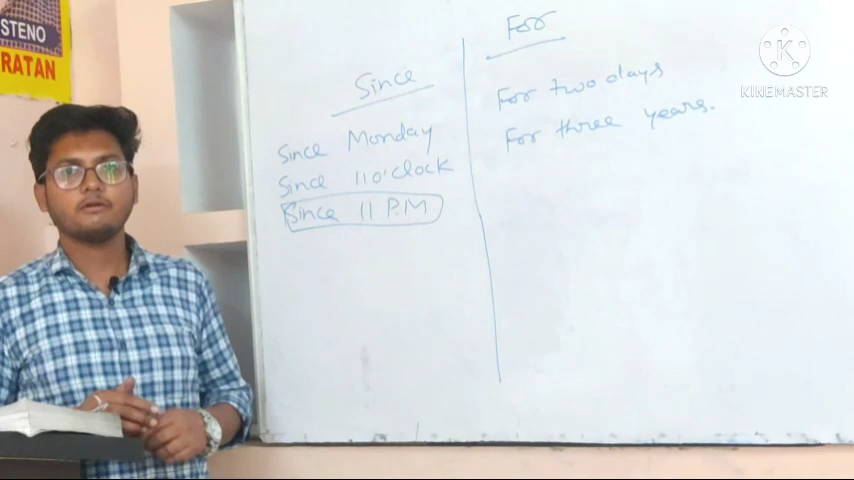 STENO
RATAN
Since
Since Monday
Since 11 o'clock
Since 11 P.M.
For
For two days
For three years.
KINEMASTER